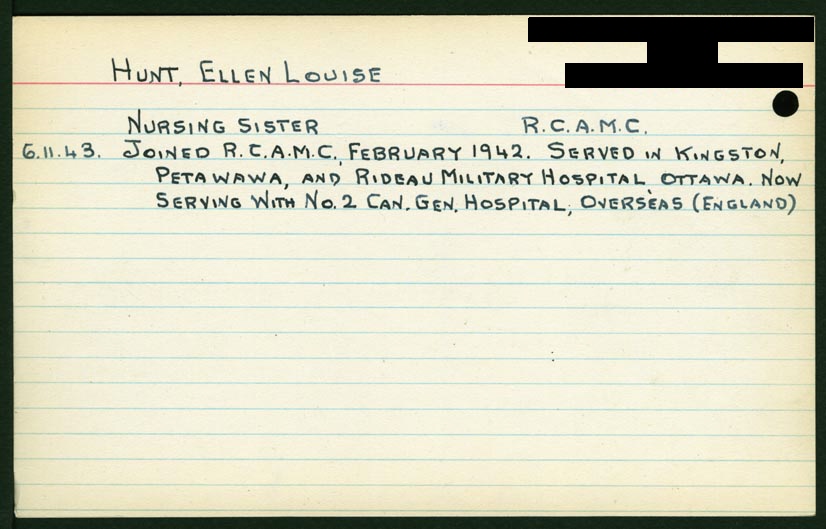 HUNT, ELLEN LOUISE
NURSING SISTER R.C.A.M.C.
6.11.43. JOINED R.C.A.M.C., FEBRUARY 1942. SERVED IN KINGSTON,
PETAWAWA, AND RIDEAU MILITARY HOSPITAL, OTTAWA. NOW
SERVING WITH NO. 2 CAN. GEN. HOSPITAL, OVERSEAS (ENGLAND)